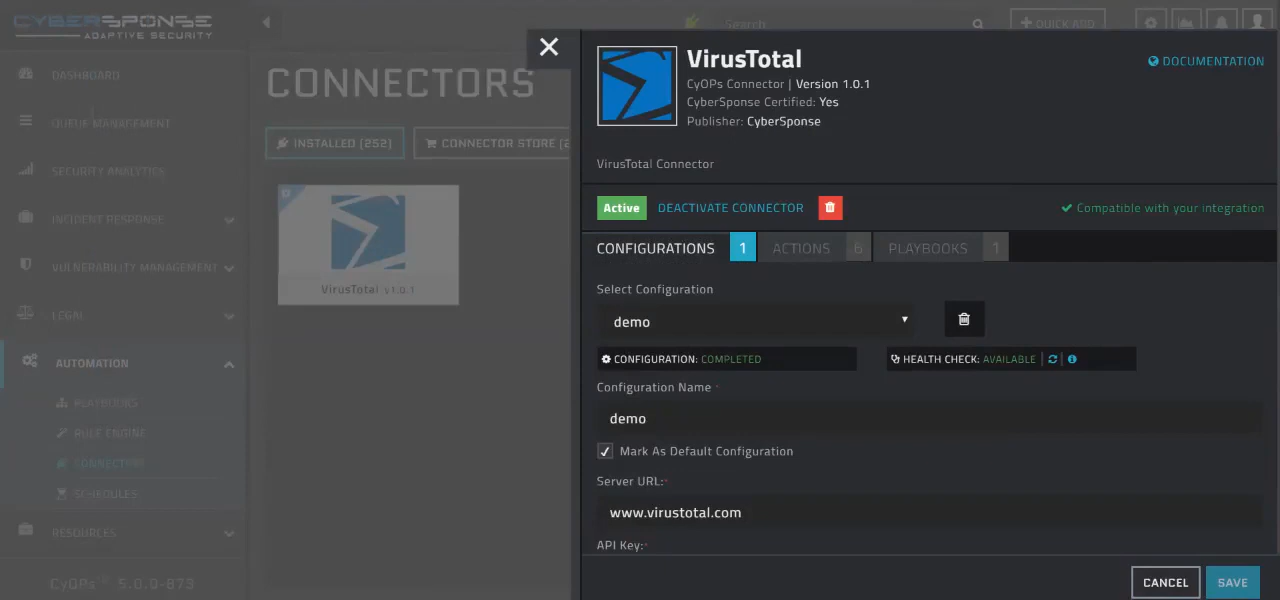 CYBERSPONSE
ADAPTIVE SECURITY
Search
QUICK ADD
DASHBOARD
QUEUE MANAGEMENT
SECURITY ANALYTICS
INCIDENT RESPONSE
VULNERABILITY MANAGEMENT
LEGAL
AUTOMATION
PLAYBOOKS
RULE ENGINE
CONNECTORS
SCHEDULES
RESOURCES
CyOPs™ 5.0.0-873
CONNECTORS
INSTALLED [252]
CONNECTOR STORE [2
VirusTotal v1.0.1
VirusTotal
CyOPs Connector | Version 1.0.1
CyberSponse Certified: Yes
Publisher: CyberSponse
DOCUMENTATION
VirusTotal Connector
Active DEACTIVATE CONNECTOR
Compatible with your integration
CONFIGURATIONS 1 ACTIONS 6 PLAYBOOKS 1
Select Configuration
demo
CONFIGURATION: COMPLETED
HEALTH CHECK: AVAILABLE
Configuration Name
demo
Mark As Default Configuration
Server URL:*
www.virustotal.com
API Key:*
CANCEL SAVE